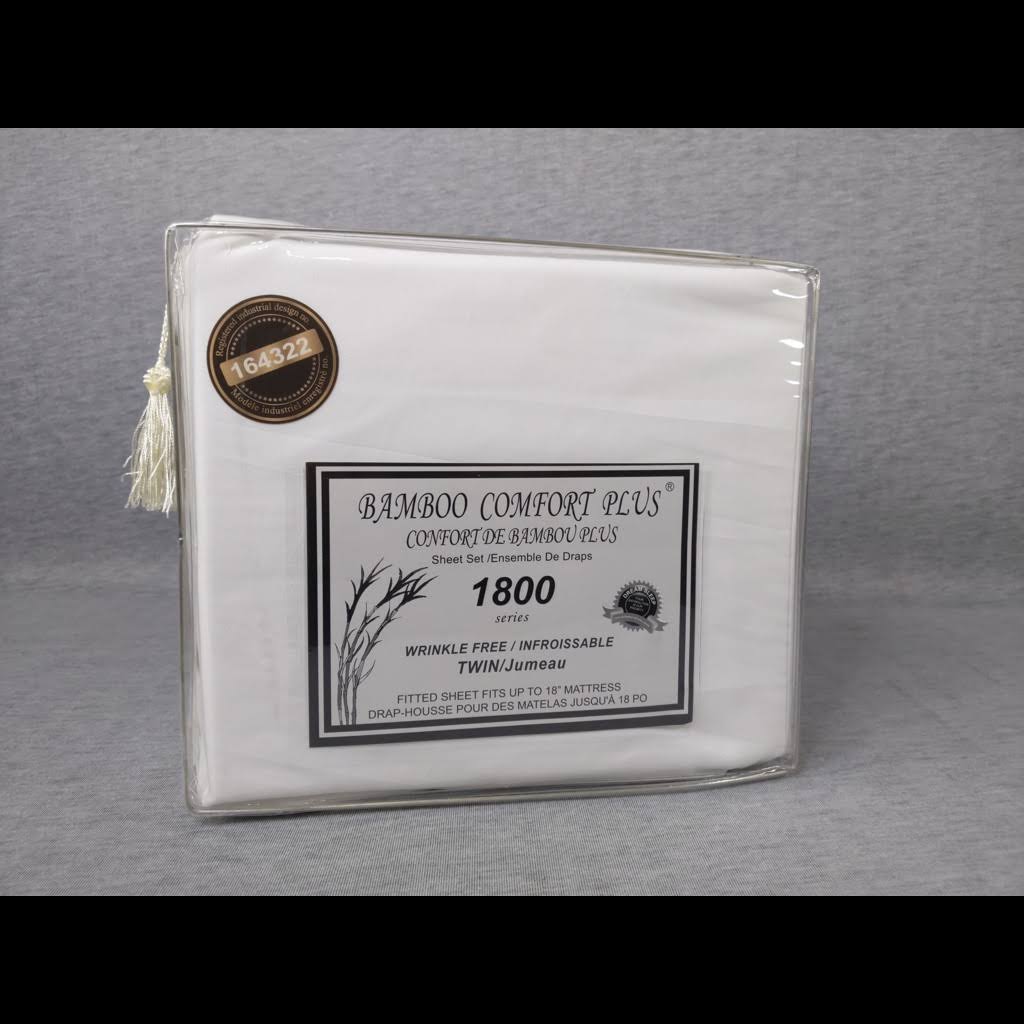 Registered industrial design no.
164322
Modèle industriel enregistré no.
BAMBOO COMFORT PLUS®
CONFORT DE BAMBOU PLUS
Sheet Set /Ensemble De Draps
1800
series
WRINKLE FREE / INFROISSABLE
TWIN/Jumeau
FITTED SHEET FITS UP TO 18" MATTRESS
DRAP-HOUSSE POUR DES MATELAS JUSQU'À 18 PO